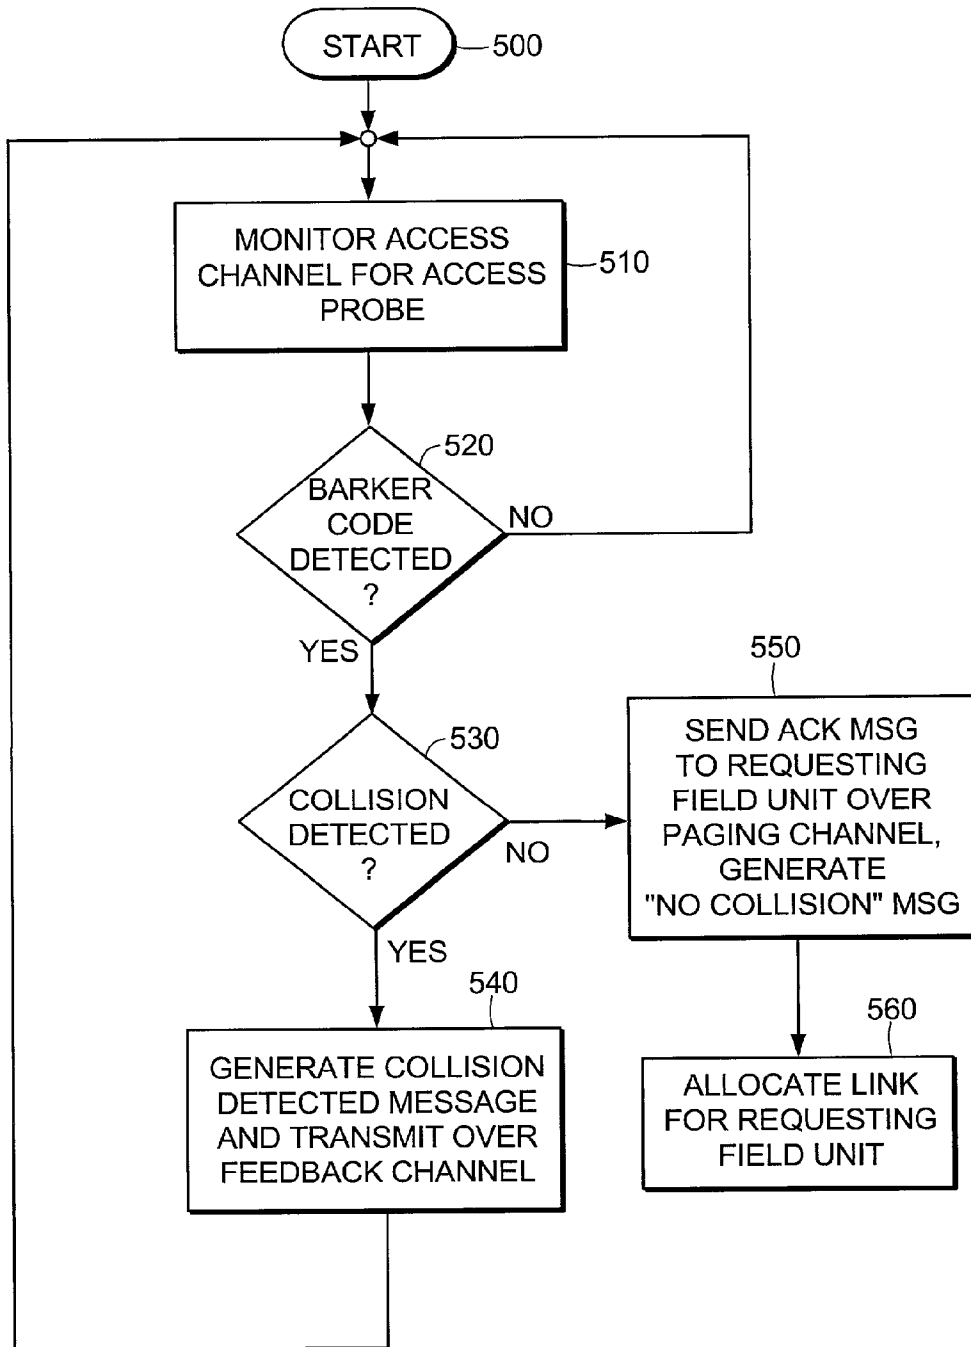 START
500
MONITOR ACCESS
CHANNEL FOR ACCESS
PROBE
510
520
BARKER
CODE
DETECTED
?
NO
YES
530
COLLISION
DETECTED
?
NO
YES
550
SEND ACK MSG
TO REQUESTING
FIELD UNIT OVER
PAGING CHANNEL,
GENERATE
"NO COLLISION" MSG
540
GENERATE COLLISION
DETECTED MESSAGE
AND TRANSMIT OVER
FEEDBACK CHANNEL
560
ALLOCATE LINK
FOR REQUESTING
FIELD UNIT